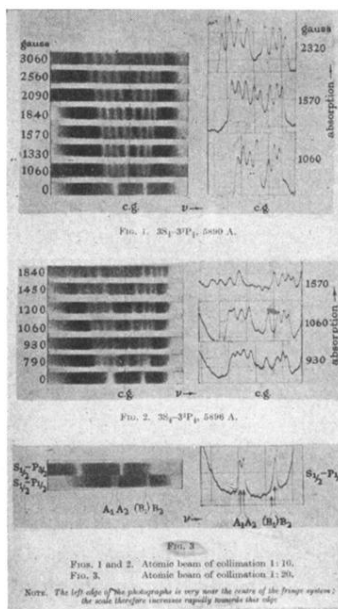 gauss
3060
2560
2090
1840
1570
1330
1060
0
gauss
2320
1570
1060
absorption
c.g.
ν
c.g.
FIG. 1. 3S½–3²P½, 5890 A.
1840
1450
1200
1060
930
790
0
1570
1060
930
absorption
c.g.
ν
c.g.
FIG. 2. 3S½–3²P½, 5896 A.
S1/2–P3/2
S1/2–P1/2
A1A2 (B1)B2
ν
A1A2 (B1)B2
S1/2–P
FIG. 3
FIGS. 1 and 2. Atomic beam of collimation 1 : 10.
FIG. 3. Atomic beam of collimation 1 : 20.
NOTE. The left edge of the photographs is very near the centre of the fringe system ;
the scale therefore increases rapidly towards this edge